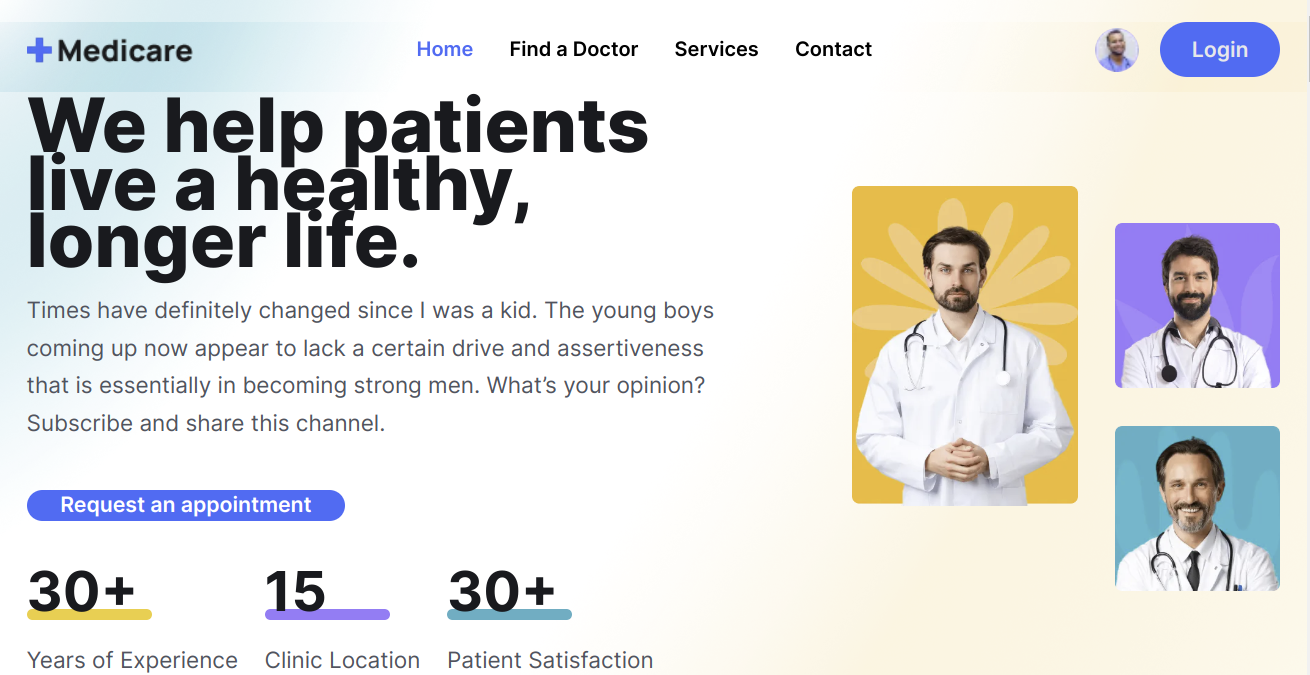 Medicare
Home
Find a Doctor
Services
Contact
Login
We help patients
live a healthy,
longer life.
Times have definitely changed since I was a kid. The young boys
coming up now appear to lack a certain drive and assertiveness
that is essentially in becoming strong men. What’s your opinion?
Subscribe and share this channel.
Request an appointment
30+
15
30+
Years of Experience
Clinic Location
Patient Satisfaction